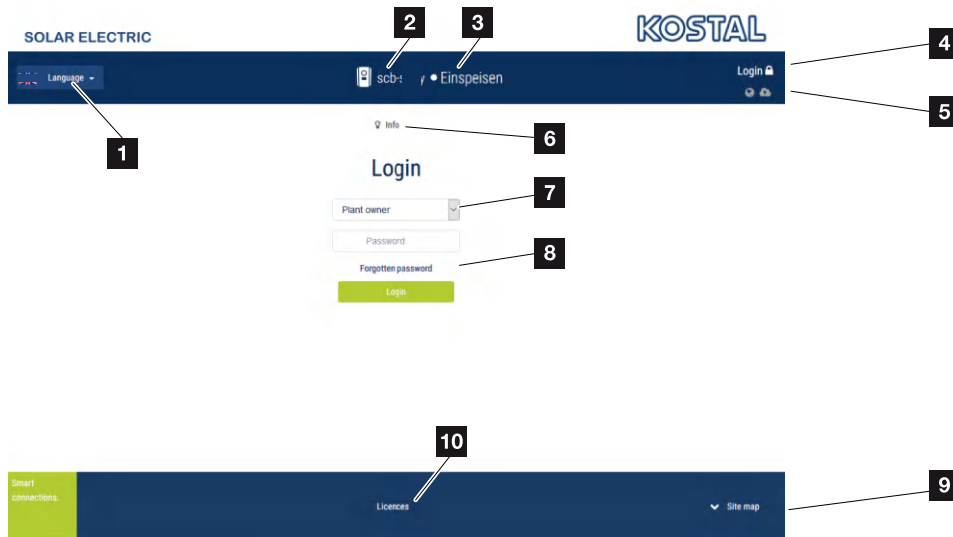 SOLAR ELECTRIC
KOSTAL
2
3
4
Language
scb-s y • Einspeisen
Login
5
1
Info
6
Login
Plant owner
7
Password
Forgotten password
8
Login
10
Smart
connections.
Licences
Site map
9